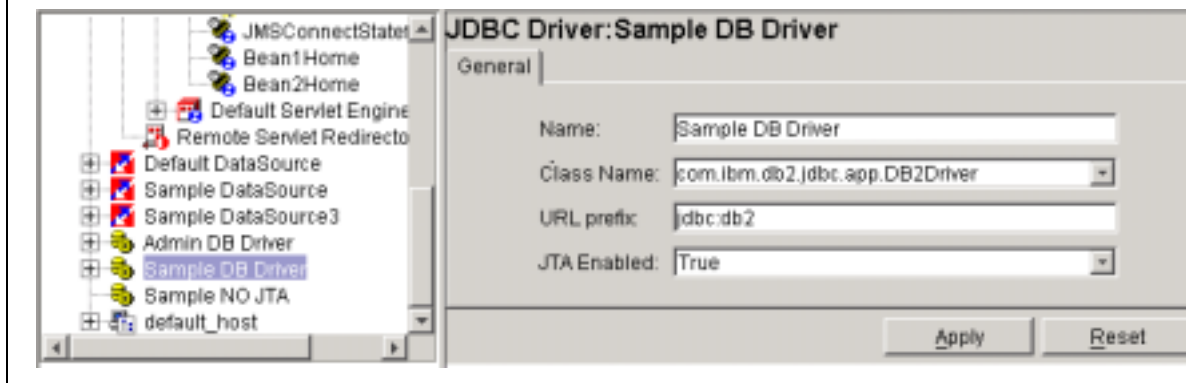 JMSConnectStater
Bean1Home
Bean2Home
Default Servlet Engine
Remote Servlet Redirecto
Default DataSource
Sample DataSource
Sample DataSource3
Admin DB Driver
Sample DB Driver
Sample NO JTA
default_host
JDBC Driver:Sample DB Driver
General
Name: Sample DB Driver
Class Name: com.ibm.db2.jdbc.app.DB2Driver
URL prefix: jdbc:db2
JTA Enabled: True
Apply Reset